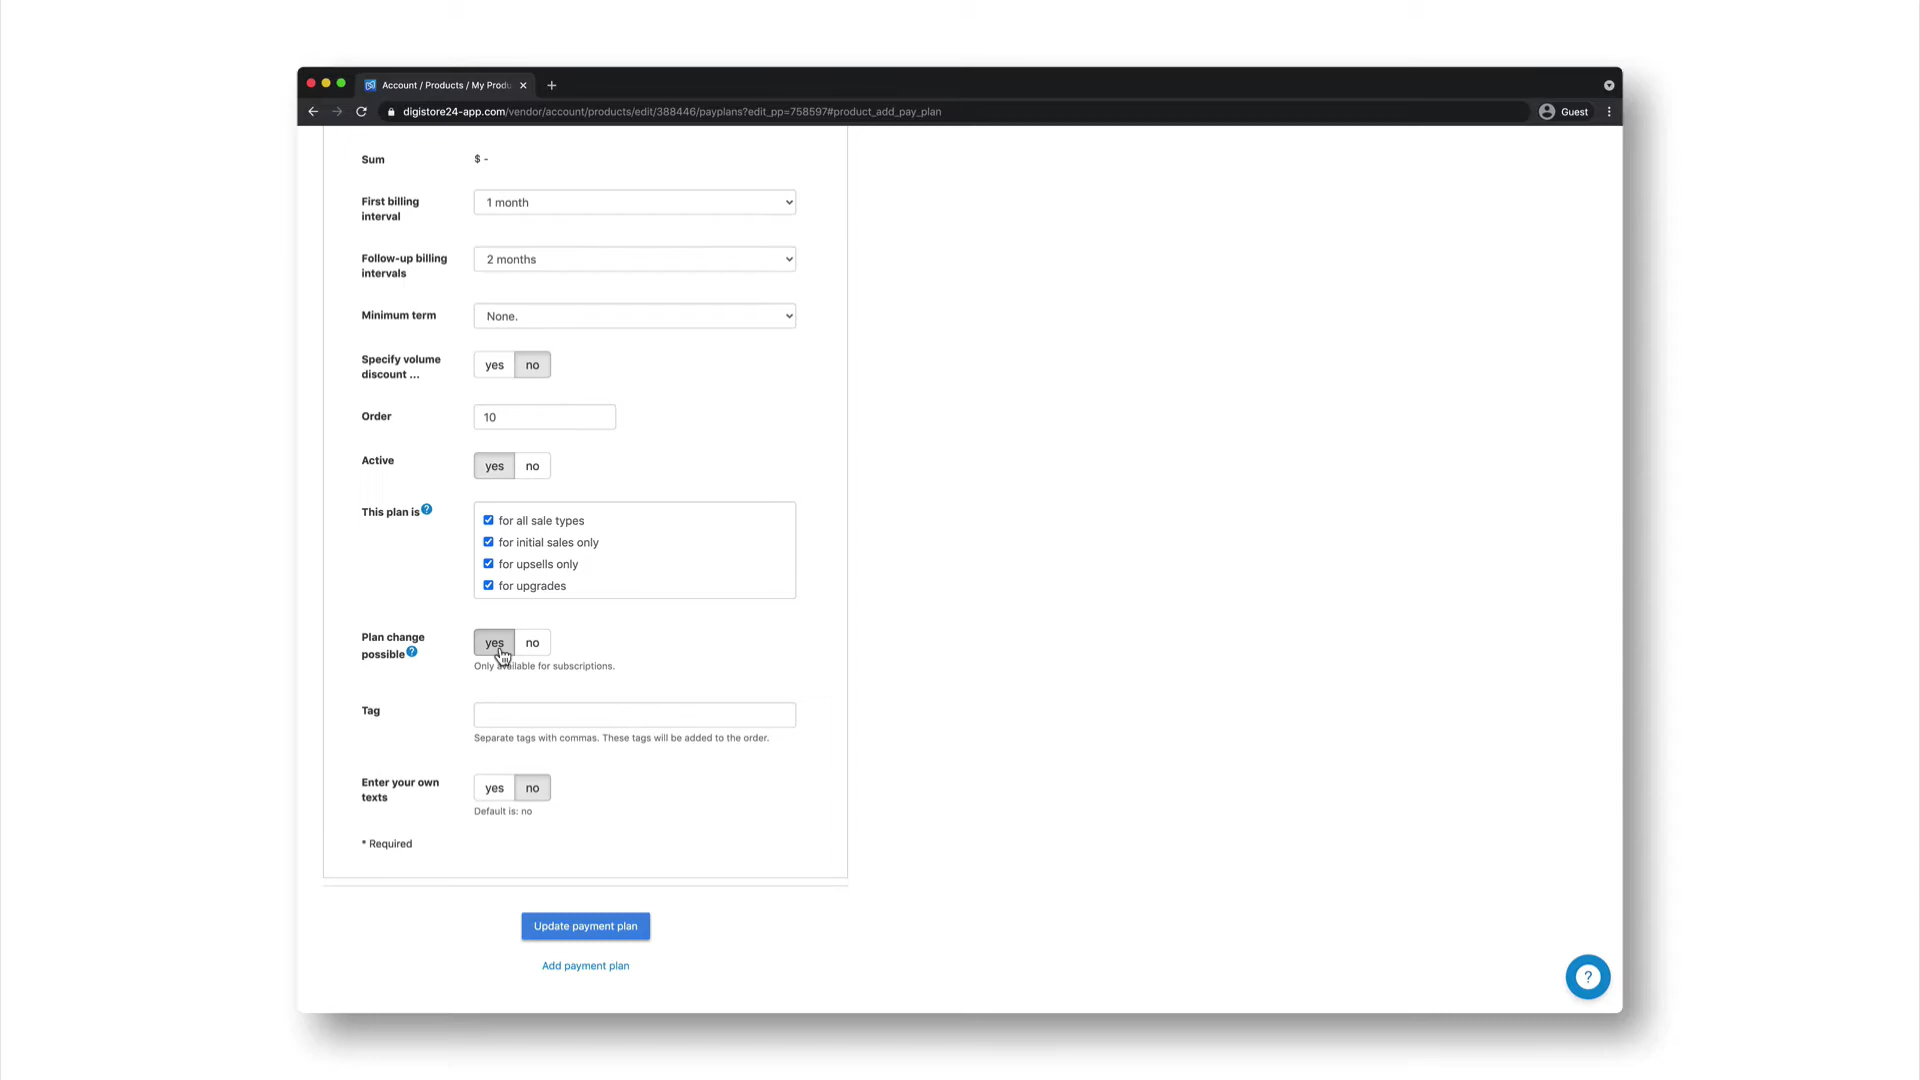 Account / Products / My Produ
digistore24-app.com/vendor/account/products/edit/388446/payplans?edit_pp=758597#product_add_pay_plan
Guest
Sum
$ -
First billing
interval
1 month
Follow-up billing
intervals
2 months
Minimum term
None.
Specify volume
discount ...
yes
no
Order
10
Active
yes
no
This plan is
?
for all sale types
for initial sales only
for upsells only
for upgrades
Plan change
possible
?
yes
no
Only available for subscriptions.
Tag
Separate tags with commas. These tags will be added to the order.
Enter your own
texts
yes
no
Default is: no
* Required
Update payment plan
Add payment plan
?